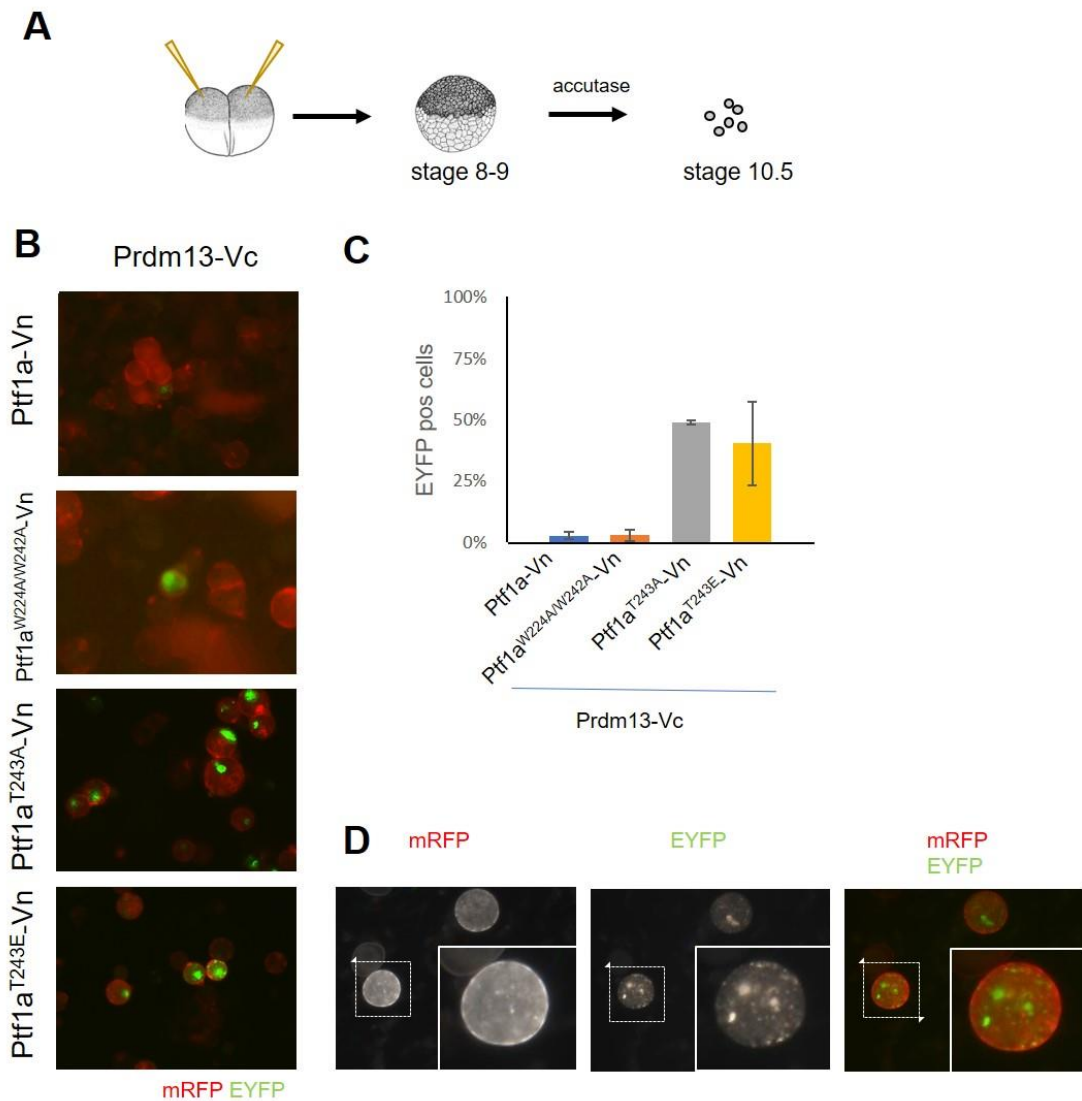 A
accutase
stage 8-9
stage 10.5
B
Prdm13-Vc
Ptf1a-Vn
Ptf1aW224A/W242A-Vn
Ptf1aT243A-Vn
Ptf1aT243E-Vn
mRFP EYFP
C
100%
75%
50%
25%
0%
EYFP pos cells
Ptf1a-Vn
Ptf1aW224A/W242A-Vn
Ptf1aT243A-Vn
Ptf1aT243E-Vn
Prdm13-Vc
D
mRFP
EYFP
mRFP
EYFP